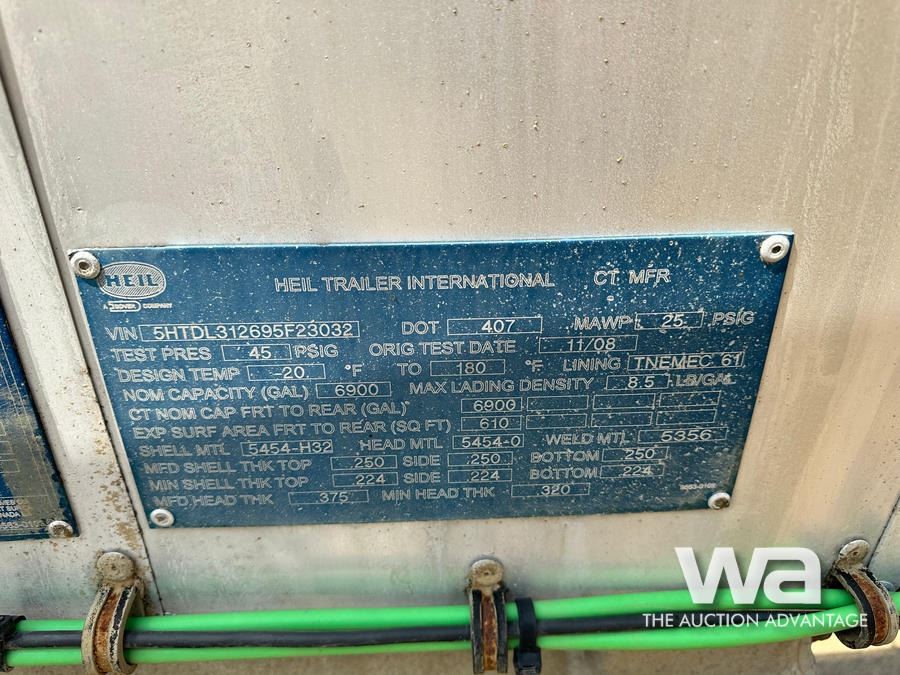 HEIL
A DOVER COMPANY
HEIL TRAILER INTERNATIONAL CT MFR
VIN 5HTDL312695F23032 DOT 407 MAWP 25 PSIG
TEST PRES 45 PSIG ORIG TEST DATE 11/08
DESIGN TEMP -20 °F TO 180 °F LINING TNEMEC 61
NOM CAPACITY (GAL) 6900 MAX LADING DENSITY 8.5 LB/GAL
CT NOM CAP FRT TO REAR (GAL) 6900
EXP SURF AREA FRT TO REAR (SQ FT) 610
SHELL MTL 5454-H32 HEAD MTL 5454-0 WELD MTL 5356
MFD SHELL THK TOP .250 SIDE .250 BOTTOM .250
MIN SHELL THK TOP .224 SIDE .224 BOTTOM .224
MFD HEAD THK .375 MIN HEAD THK .320
wa
THE AUCTION ADVANTAGE